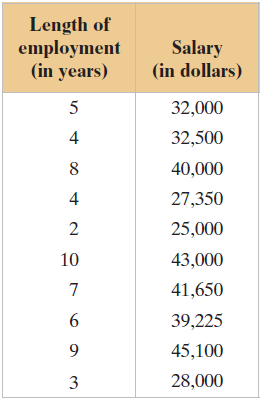 Length of
employment
(in years)
Salary
(in dollars)
5 32,000
4 32,500
8 40,000
4 27,350
2 25,000
10 43,000
7 41,650
6 39,225
9 45,100
3 28,000